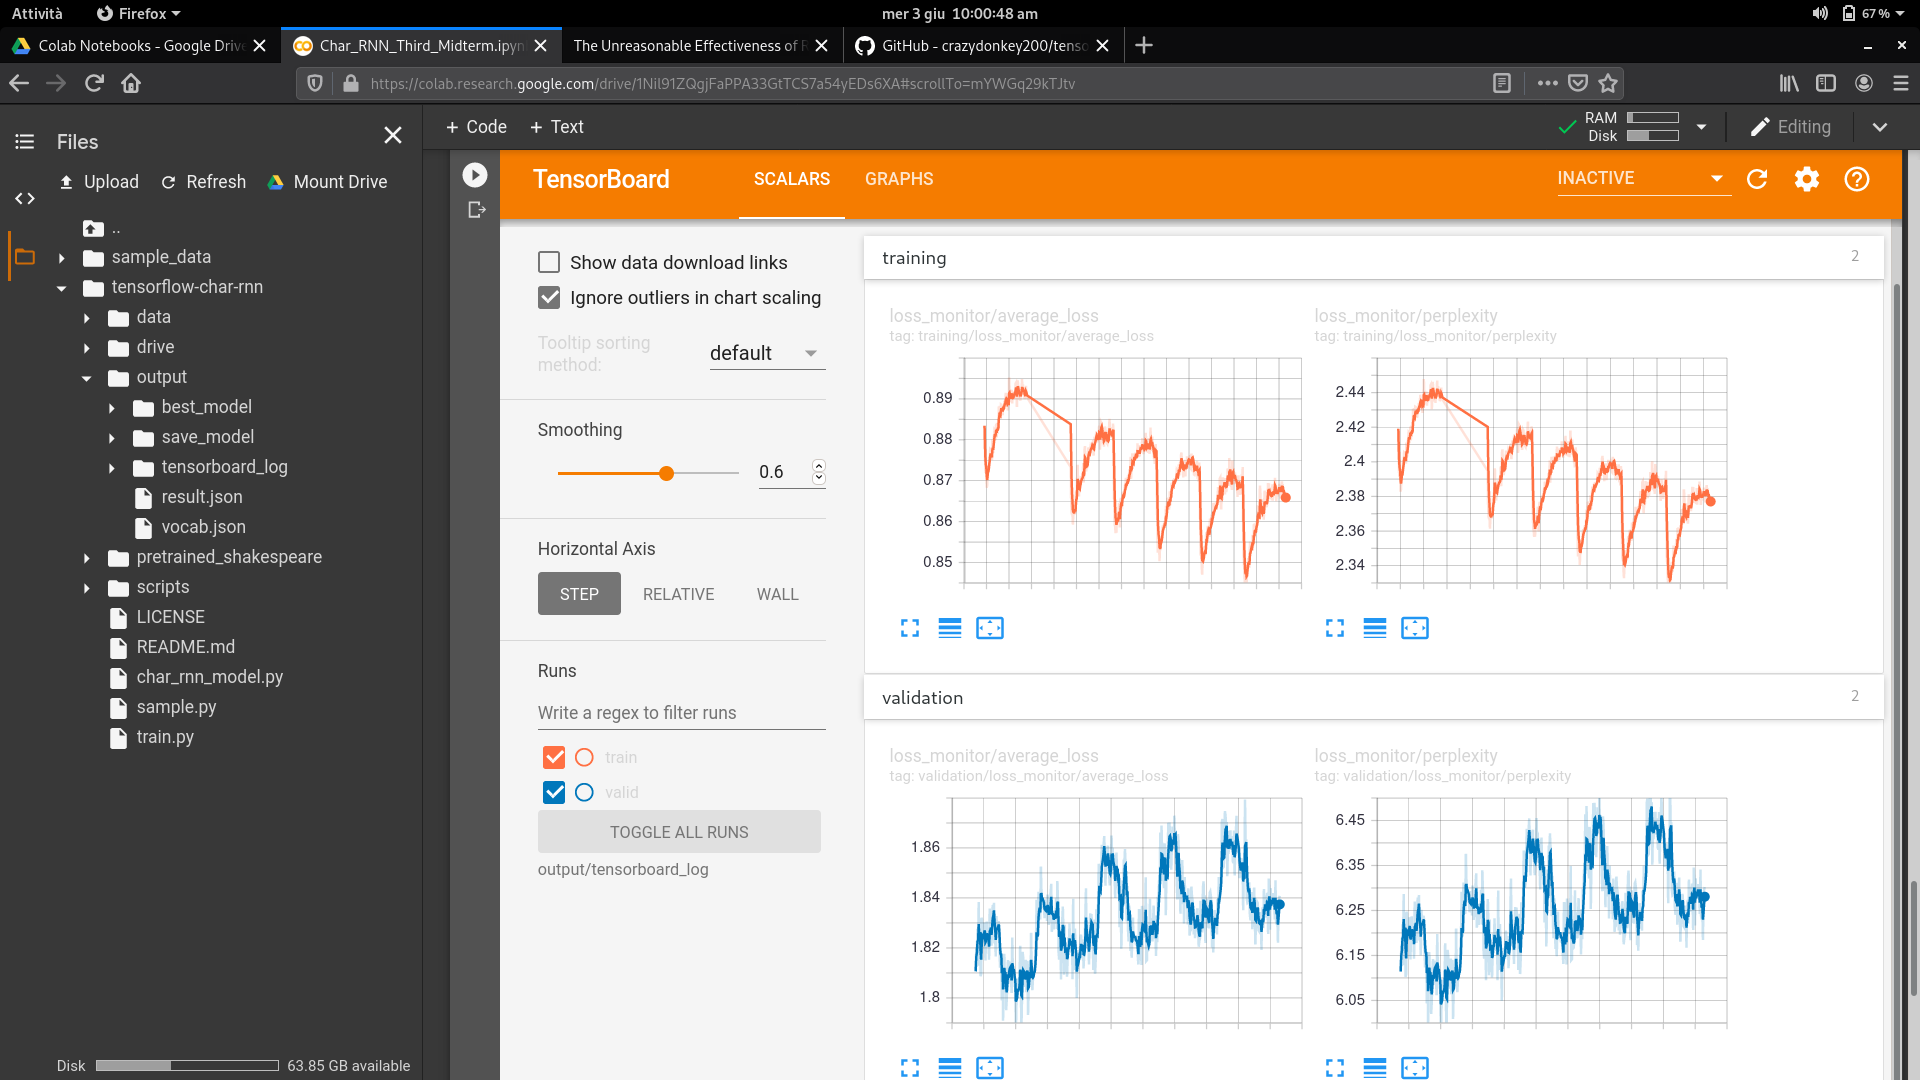 Attività
Firefox
mer 3 giu 10:00:48 am
67 %
Colab Notebooks - Google Drive
Char_RNN_Third_Midterm.ipyn
The Unreasonable Effectiveness of R
GitHub - crazydonkey200/tenso
https://colab.research.google.com/drive/1Nil91ZQgjFaPPA33GtTCS7a54yEDs6XA#scrollTo=mYWGq29kTJtv
Files
Upload
Refresh
Mount Drive
..
sample_data
tensorflow-char-rnn
data
drive
output
best_model
save_model
tensorboard_log
result.json
vocab.json
pretrained_shakespeare
scripts
LICENSE
README.md
char_rnn_model.py
sample.py
train.py
Disk
63.85 GB available
+ Code
+ Text
RAM
Disk
Editing
TensorBoard
SCALARS
GRAPHS
INACTIVE
Show data download links
Ignore outliers in chart scaling
Tooltip sorting
method:
default
Smoothing
0.6
Horizontal Axis
STEP
RELATIVE
WALL
Runs
Write a regex to filter runs
train
valid
TOGGLE ALL RUNS
output/tensorboard_log
training
2
loss_monitor/average_loss
tag: training/loss_monitor/average_loss
0.89
0.88
0.87
0.86
0.85
loss_monitor/perplexity
tag: training/loss_monitor/perplexity
2.44
2.42
2.4
2.38
2.36
2.34
validation
2
loss_monitor/average_loss
tag: validation/loss_monitor/average_loss
1.86
1.84
1.82
1.8
loss_monitor/perplexity
tag: validation/loss_monitor/perplexity
6.45
6.35
6.25
6.15
6.05